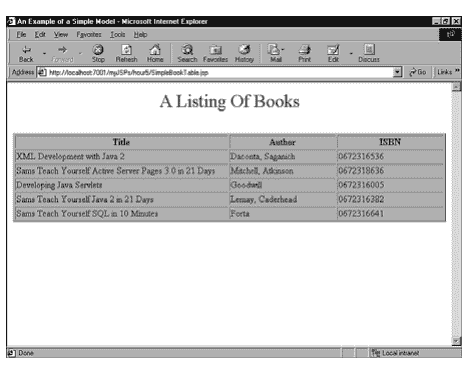 An Example of a Simple Model - Microsoft Internet Explorer
File Edit View Favorites Tools Help
Back Forward Stop Refresh Home Search Favorites History Mail Print Edit Discuss
Address http://localhost:7001/myJSPs/hour5/SimpleBookTable.jsp Go Links »
A Listing Of Books
Title Author ISBN
XML Development with Java 2 Daconta, Saganich 0672316536
Sams Teach Yourself Active Server Pages 3.0 in 21 Days Mitchell, Atkinson 0672318636
Developing Java Servlets Goodwill 0672316005
Sams Teach Yourself Java 2 in 21 Days Lemay, Caderhead 0672316382
Sams Teach Yourself SQL in 10 Minutes Forta 0672316641
Done Local intranet